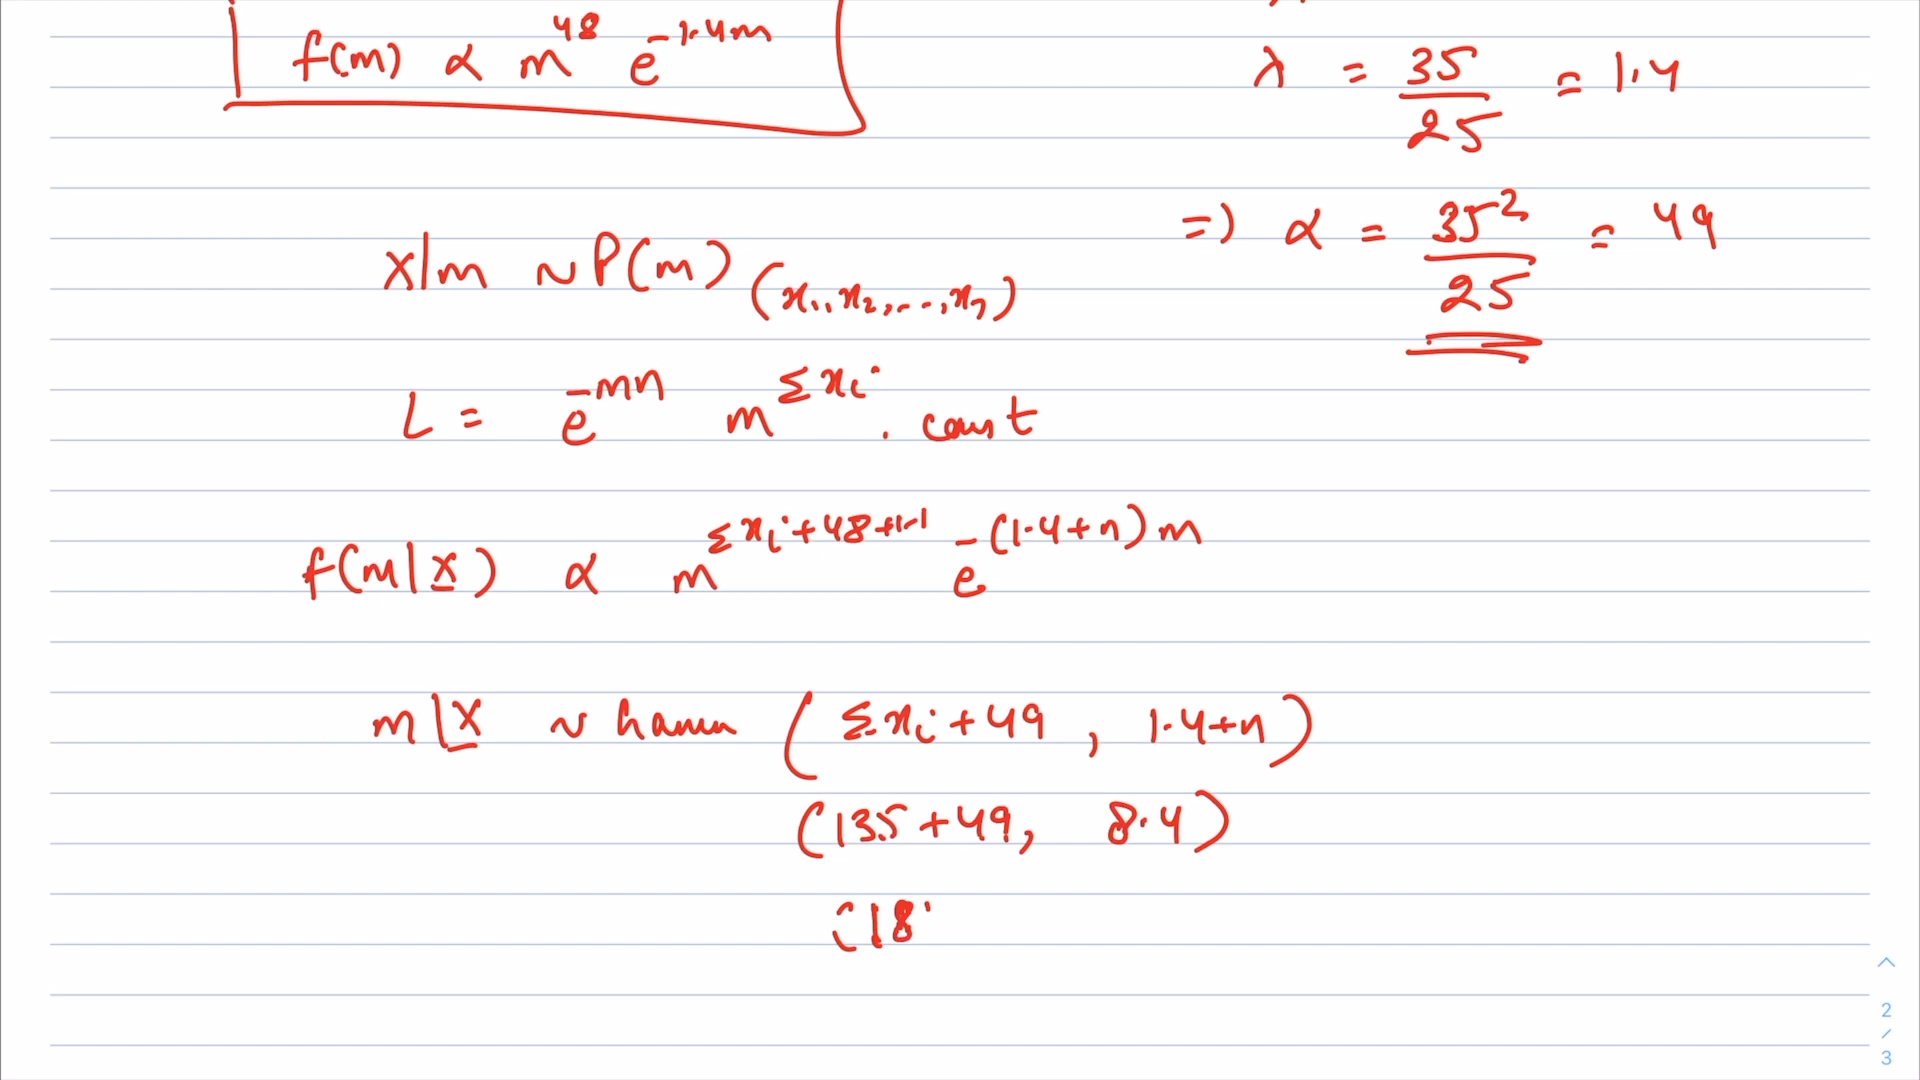 f(m) ∝ m^48 e^-1.4m
λ = 35/25 = 1.4
=) α = 35²/25 = 49
X|m ~ P(m) (x₁, x₂, ..., x₇)
L = e^-mn m^Σxi . const
f(m|X) ∝ m^Σxi+48+1-1 e^-(1.4+n)m
m|X ~ (Σxi+49, 1.4+n)
(135+49, 8.4)
(18
2
/
3